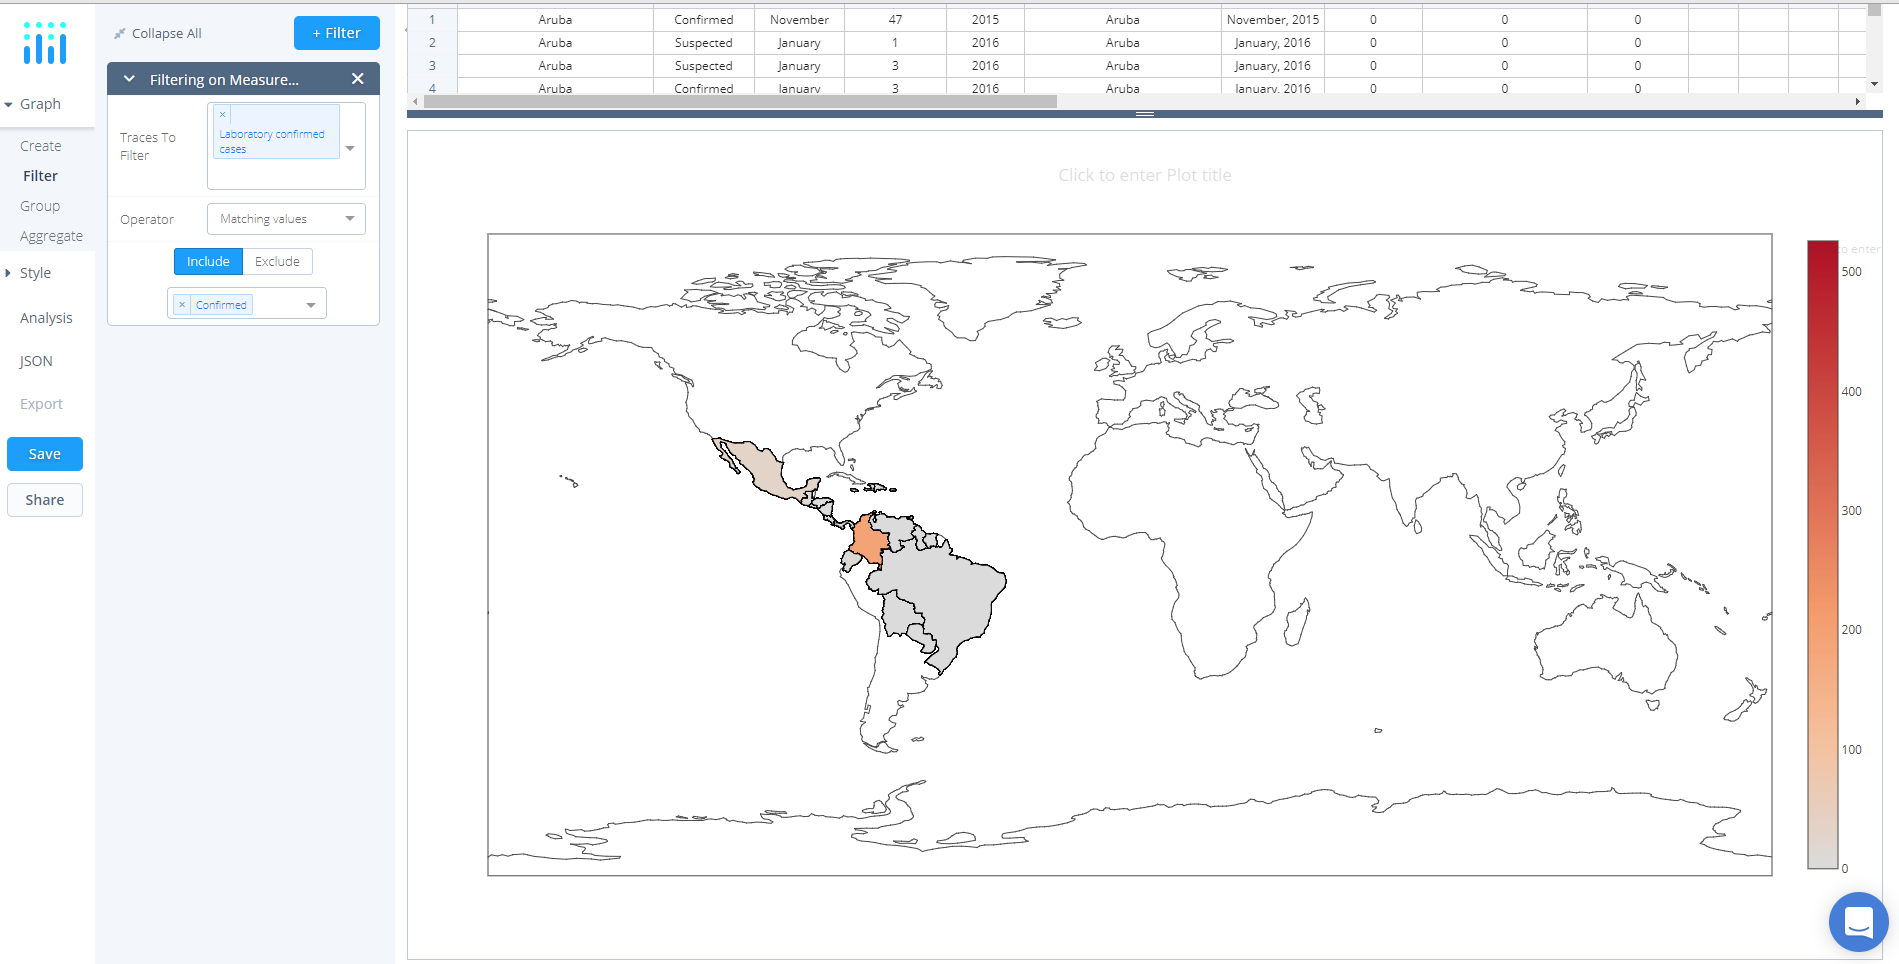 Collapse All
+ Filter
Filtering on Measure...
Traces To
Filter
×
Laboratory confirmed
cases
Operator
Matching values
Include
Exclude
× Confirmed
Graph
Create
Filter
Group
Aggregate
Style
Analysis
JSON
Export
Save
Share
1 Aruba Confirmed November 47 2015 Aruba November, 2015 0 0 0
2 Aruba Suspected January 1 2016 Aruba January, 2016 0 0 0
3 Aruba Suspected January 3 2016 Aruba January, 2016 0 0 0
4 Aruba Confirmed January 3 2016 Aruba January, 2016 0 0 0
Click to enter Plot title
to enter
500
400
300
200
100
0